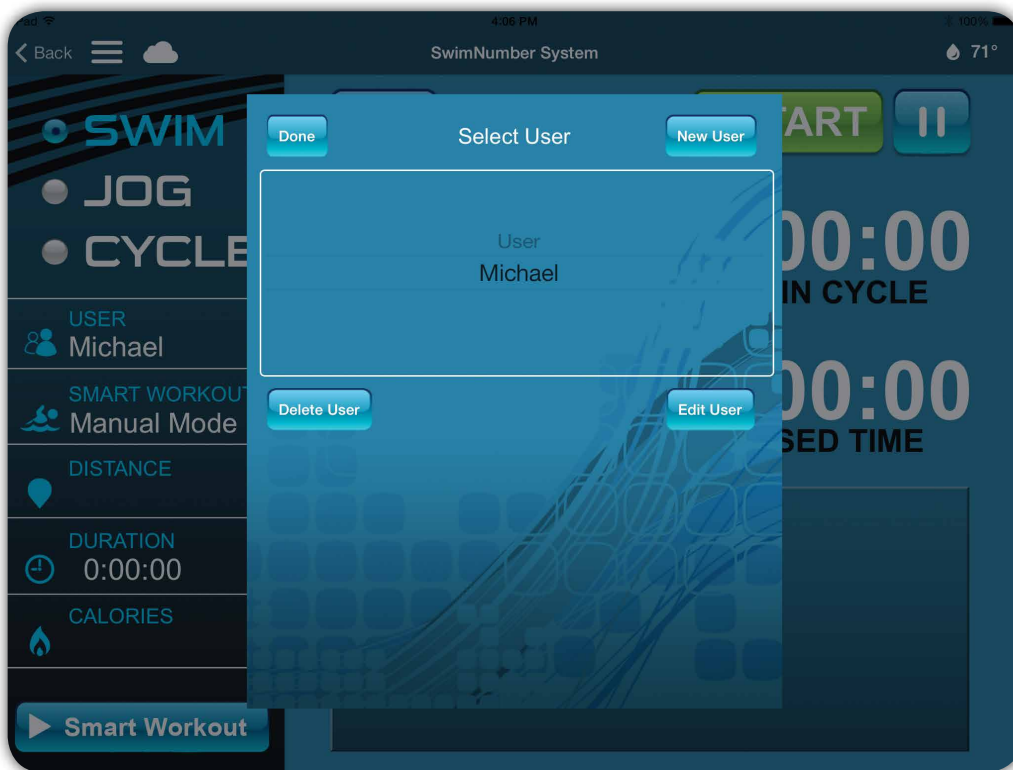 4:06 PM
100%
Back
SwimNumber System
71°
SWIM
JOG
CYCLE
USER
Michael
SMART WORKOUT
Manual Mode
DISTANCE
DURATION
0:00:00
CALORIES
Smart Workout
Done
Select User
New User
User
Michael
Delete User
Edit User
ART
00:00
IN CYCLE
00:00
SED TIME